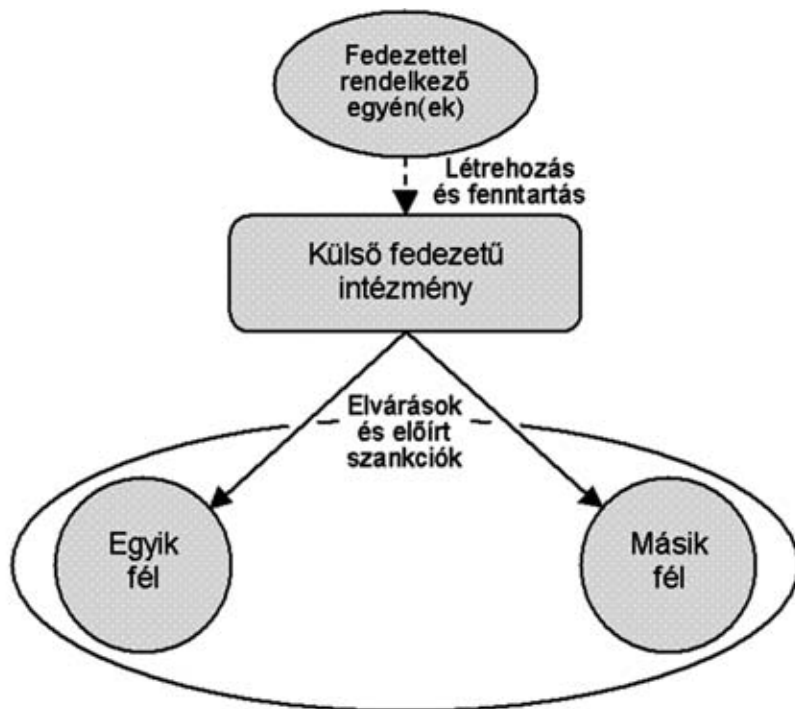 Fedezettel
rendelkező
egyén(ek)
Létrehozás
és fenntartás
Külső fedezetű
intézmény
Elvárások
és előírt
szankciók
Egyik
fél
Másik
fél